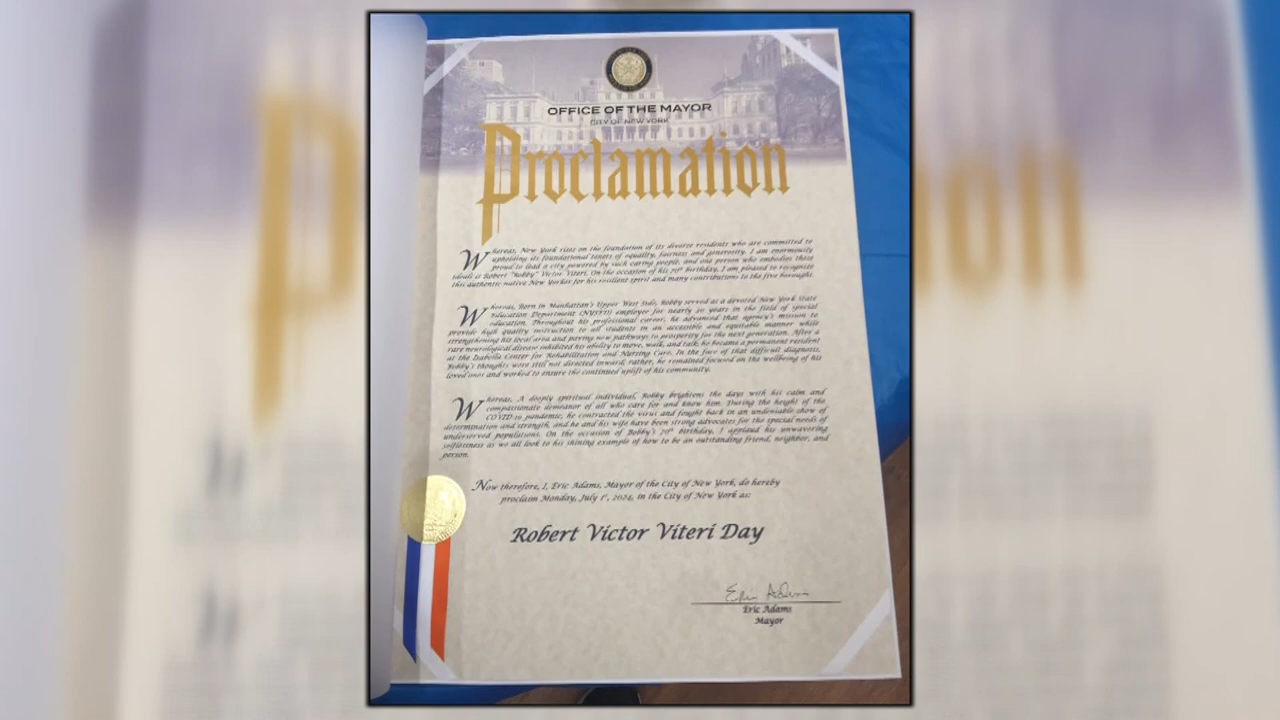 OFFICE OF THE MAYOR
CITY OF NEW YORK
Proclamation
Whereas, New York rises on the foundation of its diverse residents who are committed to
upholding its foundational tenets of equality, fairness and generosity. I am enormously
proud to lead a city powered by such caring people, and one person who embodies these
ideals is Robert "Bobby" Victor Viteri. On the occasion of his 70th Birthday, I am pleased to recognize
this authentic native New Yorker for his resilient spirit and many contributions to the five boroughs.
Whereas, Born in Manhattan's Upper West Side, Bobby served as a devoted New York State
Education Department (NYSED) employee for nearly 20 years in the field of special
education. Throughout his professional career, he advanced that agency's mission to
provide high quality instruction to all students in an accessible and equitable manner while
strengthening his local area and paving new pathways to prosperity for the next generation. After a
rare neurological disease inhibited his ability to move, walk, and talk, he became a permanent resident
at the Isabella Center for Rehabilitation and Nursing Care. In the face of that difficult diagnosis,
Bobby's thoughts were still not directed inward; rather, he remained focused on the wellbeing of his
loved ones and worked to ensure the continued uplift of his community.
Whereas, A deeply spiritual individual, Bobby brightens the days with his calm and
compassionate demeanor of all who care for and know him. During the height of the
COVID-19 pandemic, he contracted the virus and fought back in an undeniable show of
determination and strength, and he and his wife have been strong advocates for the special needs of
underserved populations. On the occasion of Bobby's 70th birthday, I applaud his unwavering
selflessness as we all look to his shining example of how to be an outstanding friend, neighbor, and
person.
Now therefore, I, Eric Adams, Mayor of the City of New York, do hereby
proclaim Monday, July 1st, 2024, in the City of New York as:
Robert Victor Viteri Day
Eric Adams
Eric Adams
Mayor